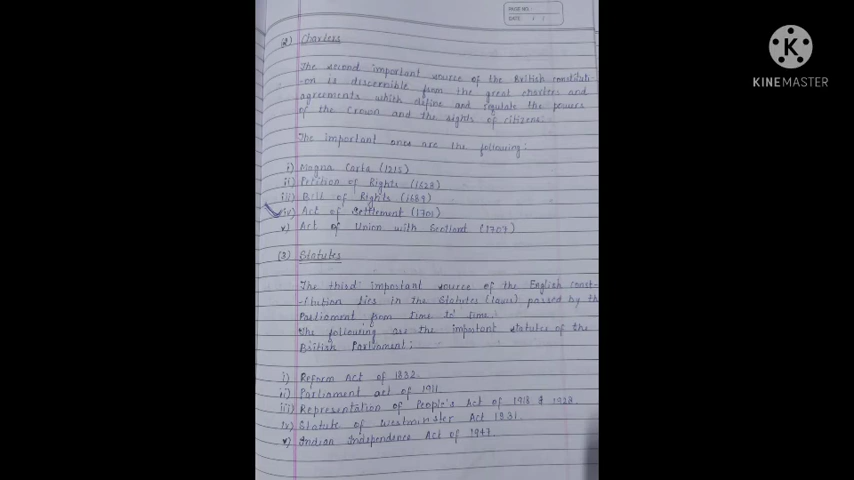 PAGE NO.:
DATE: / /
K
KINEMASTER
(2) Charters
The second important source of the British constituti-
-on is discernible from the great charters and
agreements which define and regulate the powers
of the Crown and the rights of citizens.
The important ones are the following:
i) Magna Carta (1215)
ii) Petition of Rights (1628)
iii) Bill of Rights (1689)
iv) Act of Settlement (1701)
v) Act of Union with Scotland (1707)
(3) Statutes
The third important source of the English const-
-itution lies in the Statutes (laws) passed by the
Parliament from time to time.
The following are the important statutes of the
British Parliament:
i) Reform Act of 1832.
ii) Parliament act of 1911
iii) Representation of People's Act of 1918 & 1928.
iv) Statute of Westminster Act 1931.
v) Indian Independence Act of 1947.